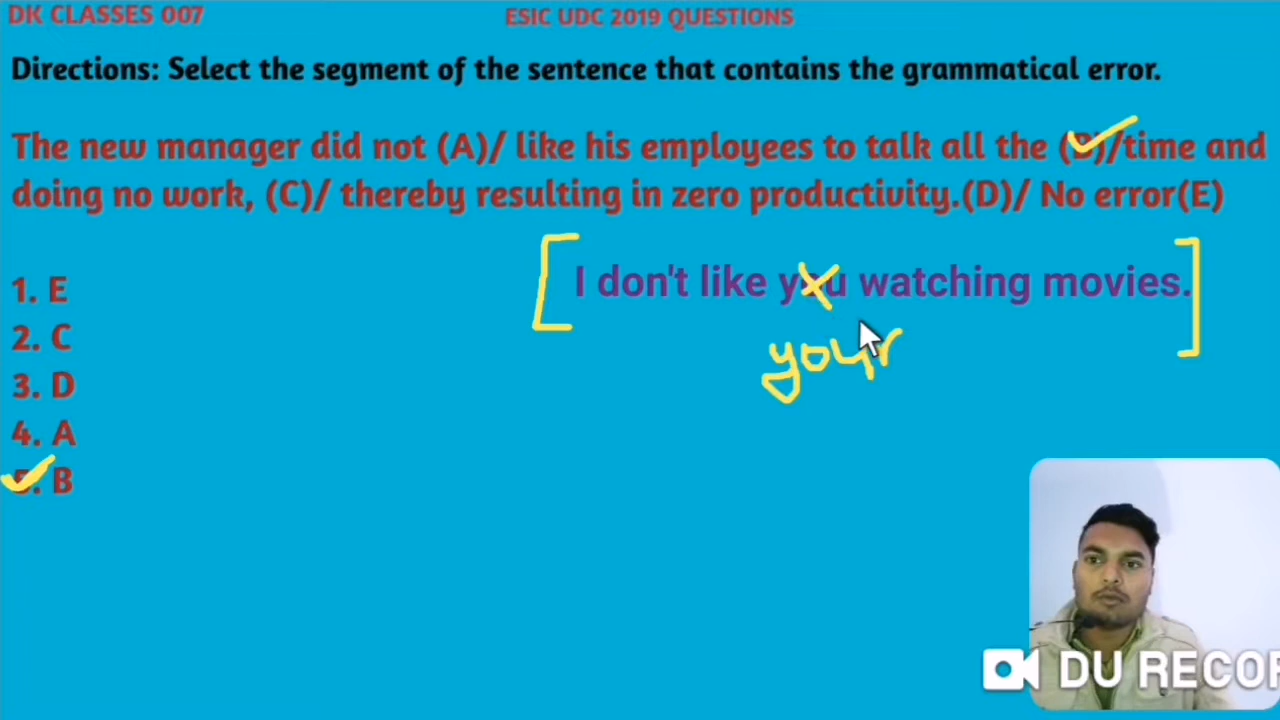 DK CLASSES 007
ESIC UDC 2019 QUESTIONS
Directions: Select the segment of the sentence that contains the grammatical error.
The new manager did not (A)/ like his employees to talk all the (B)/time and
doing no work, (C)/ thereby resulting in zero productivity.(D)/ No error(E)
I don't like you watching movies.
your
1. E
2. C
3. D
4. A
5. B
DU RECOR